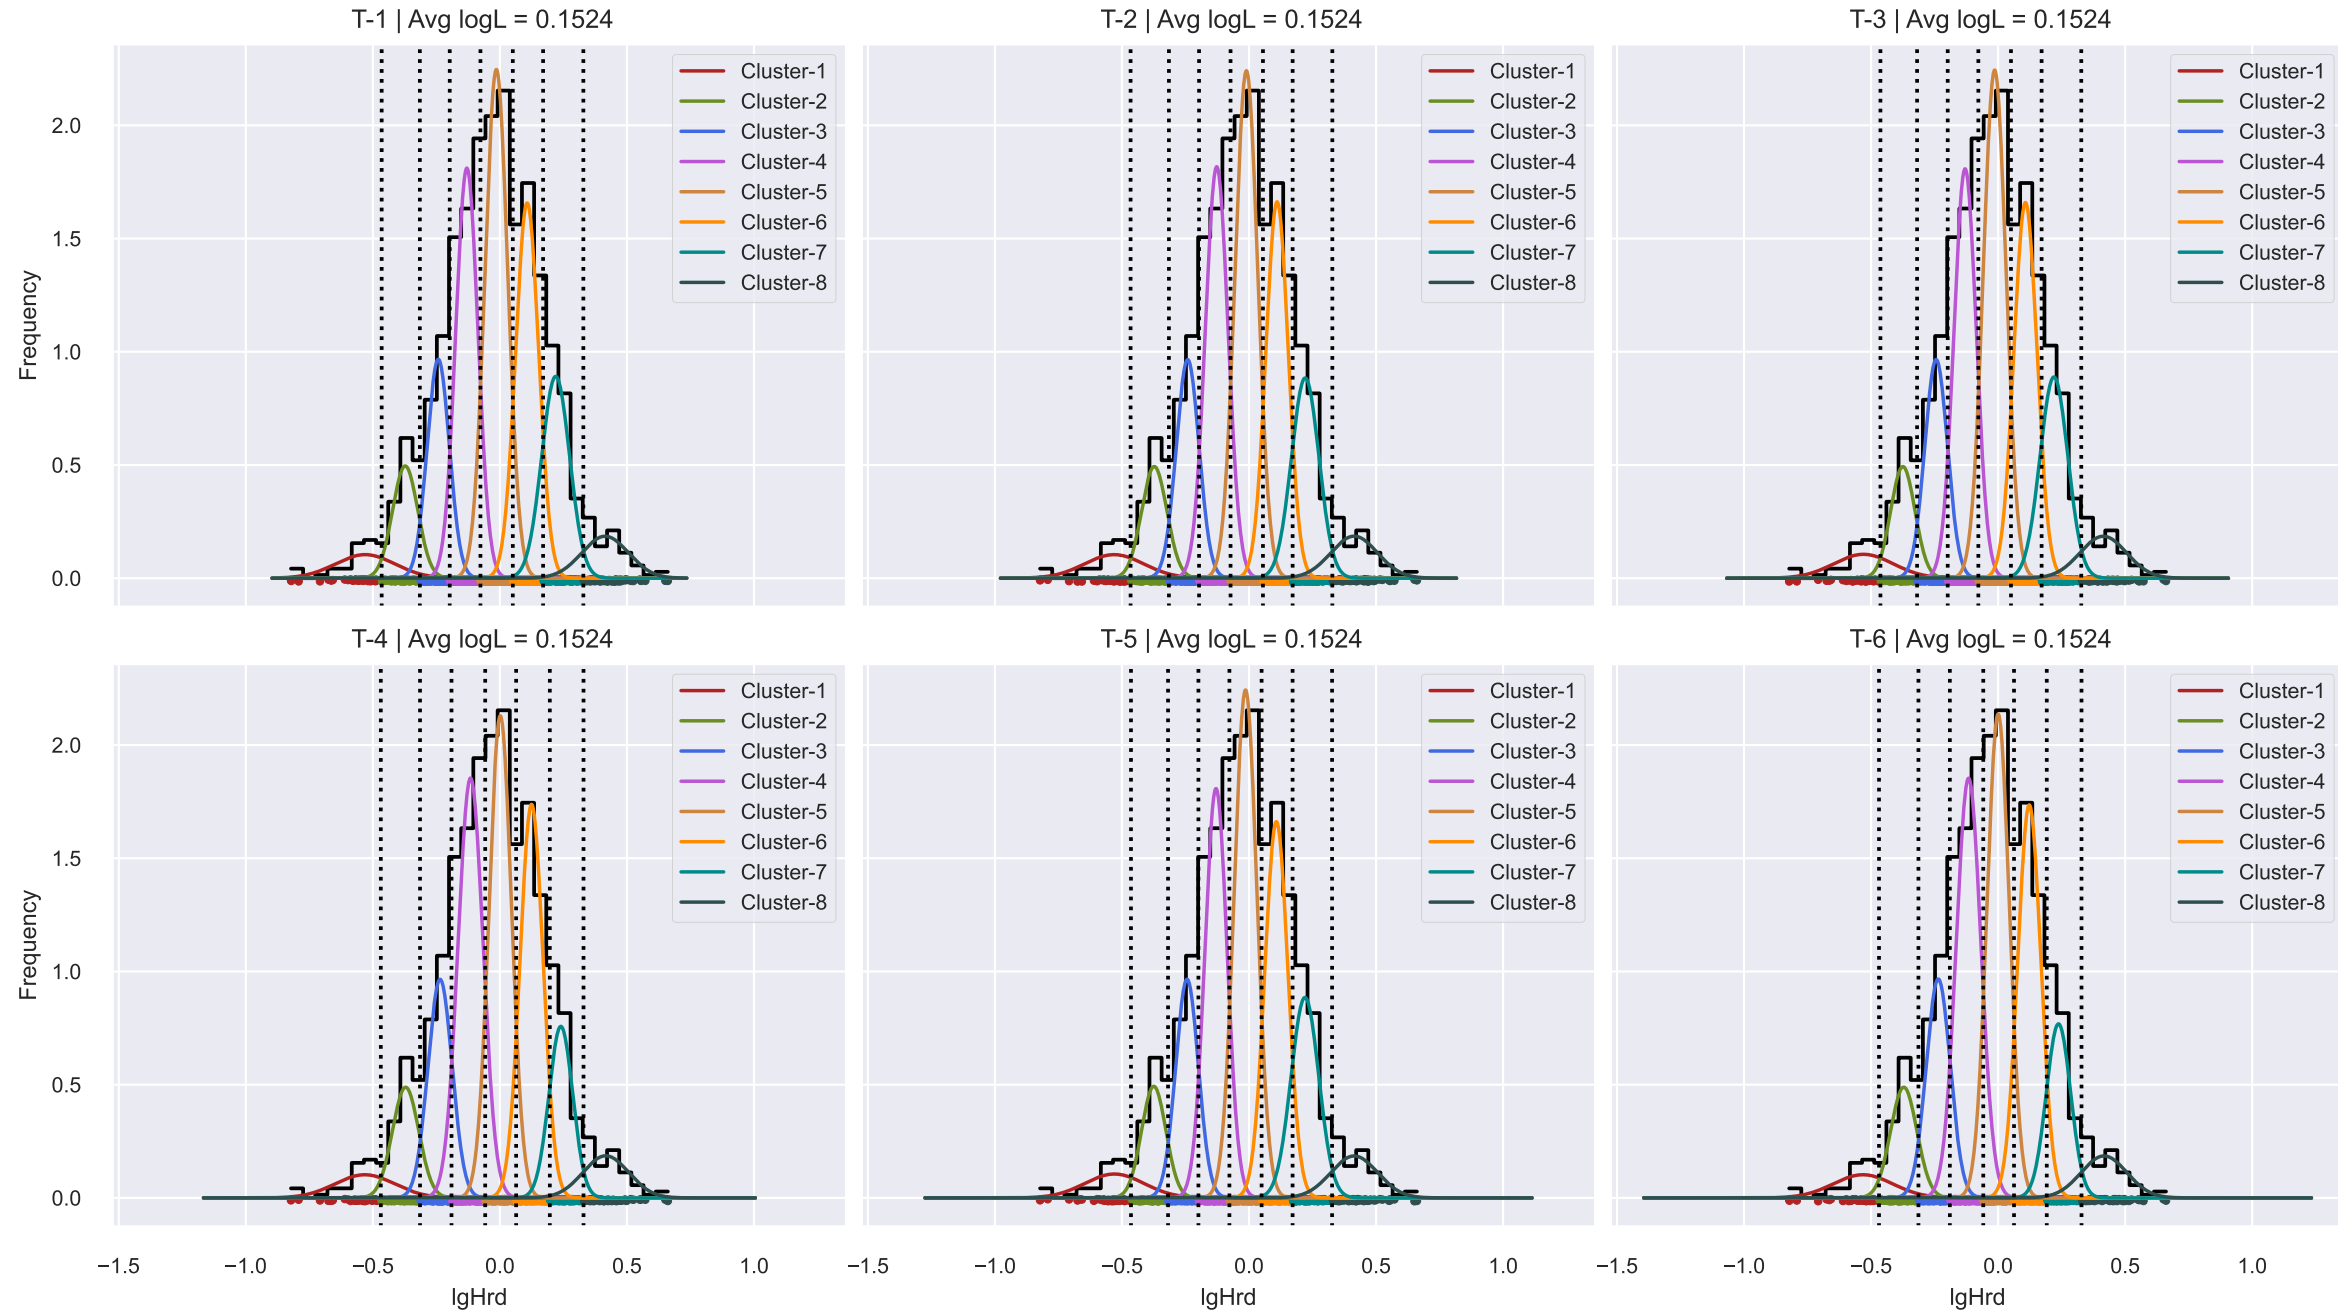 T-1 | Avg logL = 0.1524
T-2 | Avg logL = 0.1524
T-3 | Avg logL = 0.1524
Frequency
2.0
1.5
1.0
0.5
0.0
Cluster-1
Cluster-2
Cluster-3
Cluster-4
Cluster-5
Cluster-6
Cluster-7
Cluster-8
Cluster-1
Cluster-2
Cluster-3
Cluster-4
Cluster-5
Cluster-6
Cluster-7
Cluster-8
Cluster-1
Cluster-2
Cluster-3
Cluster-4
Cluster-5
Cluster-6
Cluster-7
Cluster-8
T-4 | Avg logL = 0.1524
T-5 | Avg logL = 0.1524
T-6 | Avg logL = 0.1524
Frequency
2.0
1.5
1.0
0.5
0.0
Cluster-1
Cluster-2
Cluster-3
Cluster-4
Cluster-5
Cluster-6
Cluster-7
Cluster-8
Cluster-1
Cluster-2
Cluster-3
Cluster-4
Cluster-5
Cluster-6
Cluster-7
Cluster-8
Cluster-1
Cluster-2
Cluster-3
Cluster-4
Cluster-5
Cluster-6
Cluster-7
Cluster-8
−1.5 −1.0 −0.5 0.0 0.5 1.0
−1.5 −1.0 −0.5 0.0 0.5 1.0
−1.5 −1.0 −0.5 0.0 0.5 1.0
lgHrd
lgHrd
lgHrd